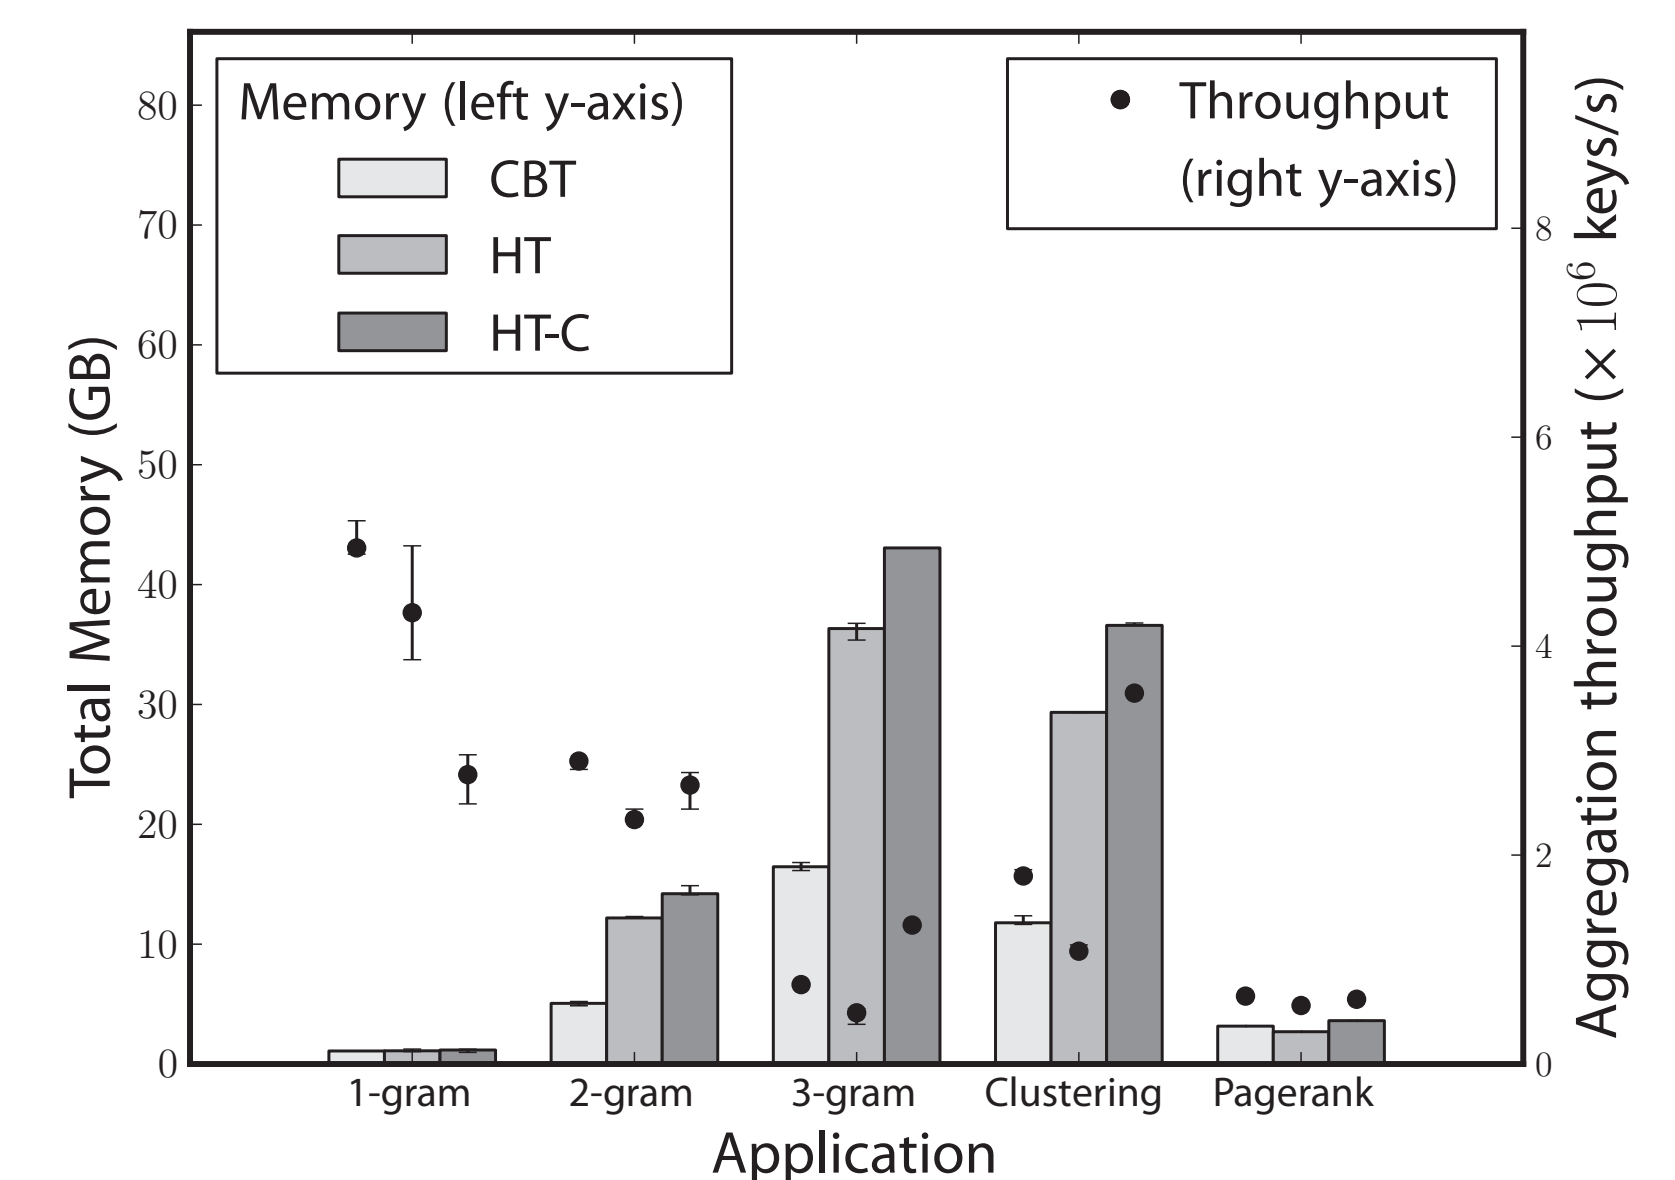 Memory (left y-axis)
CBT
HT
HT-C
Throughput
(right y-axis)
Total Memory (GB)
80
70
60
50
40
30
20
10
0
8
6
4
2
0
Aggregation throughput (× 10⁶ keys/s)
1-gram 2-gram 3-gram Clustering Pagerank
Application